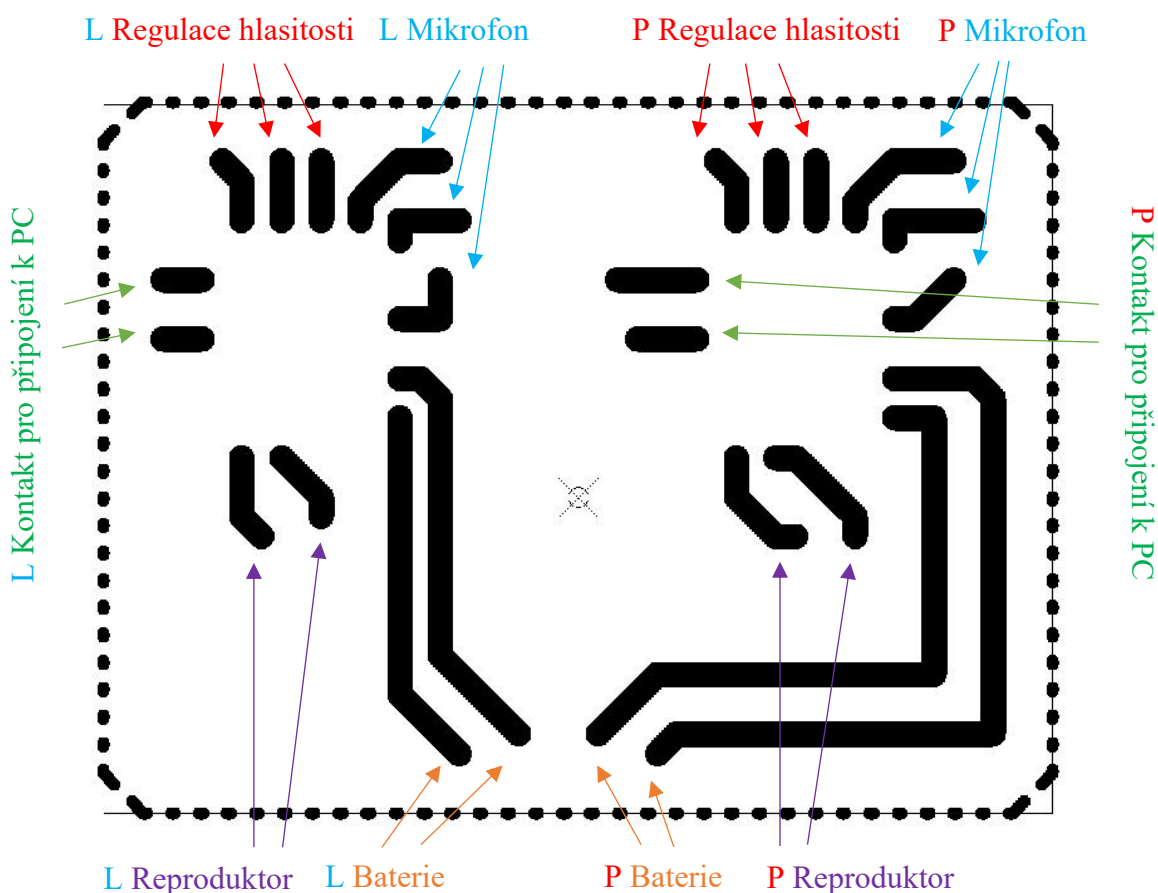 L Regulace hlasitosti
L Mikrofon
P Regulace hlasitosti
P Mikrofon
L Kontakt pro připojení k PC
P Kontakt pro připojení k PC
L Reproduktor
L Baterie
P Baterie
P Reproduktor